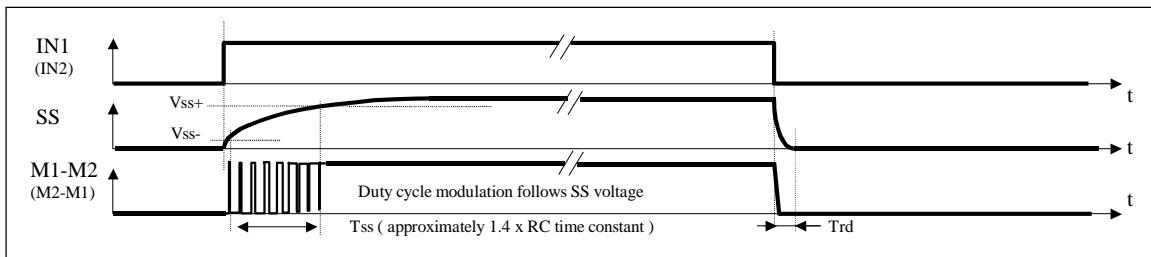 IN1
(IN2)
t
Vss+
SS
Vss-
t
M1-M2
(M2-M1)
Duty cycle modulation follows SS voltage
t
Tss ( approximately 1.4 x RC time constant )
Trd